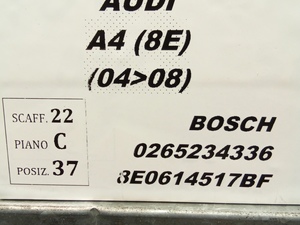 AUDI
A4 (8E)
(04>08)
SCAFF. 22
PIANO C
POSIZ. 37
BOSCH
0265234336
8E0614517BF